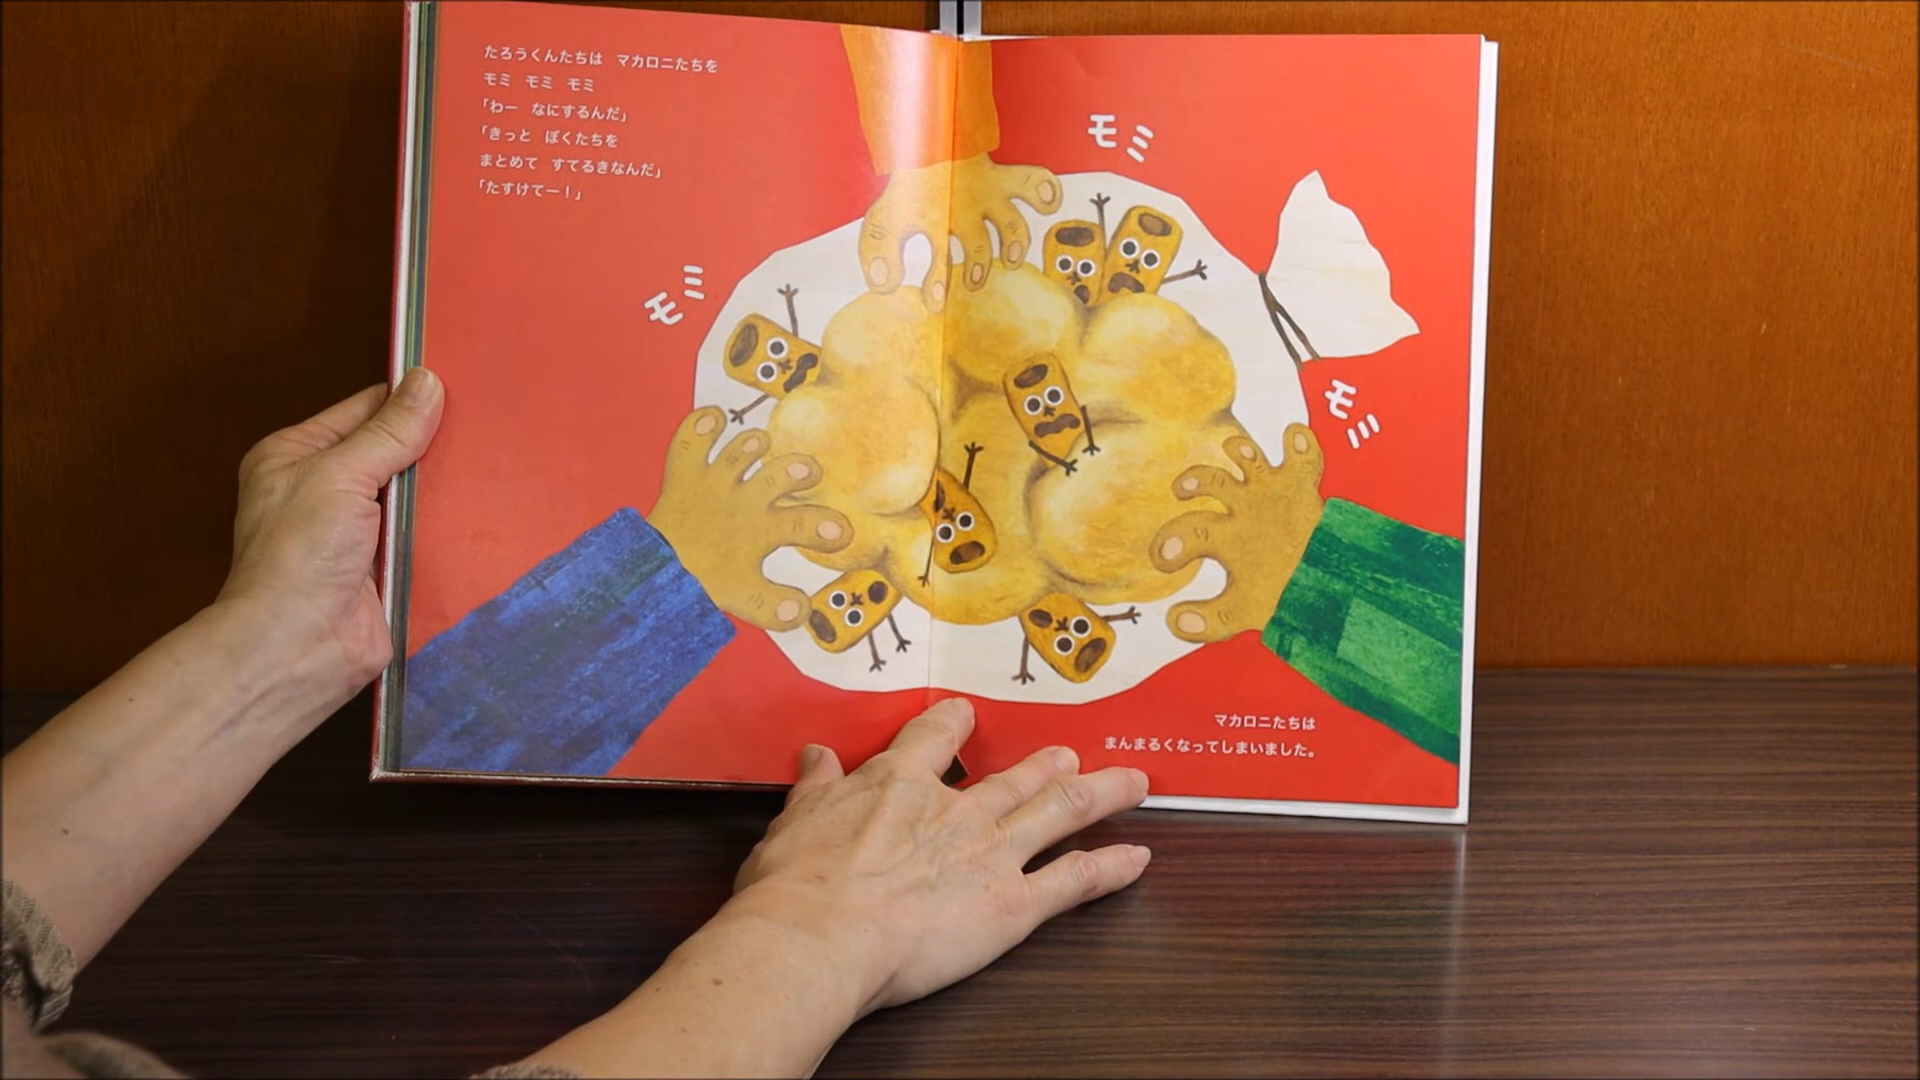 たろうくんたちは　マカロニたちを
モミ　モミ　モミ
「わー　なにするんだ」
「きっと　ぼくたちを
まとめて　すてるきなんだ」
「たすけてー！」
モミ
モミ
モミ
マカロニたちは
まんまるくなってしまいました。